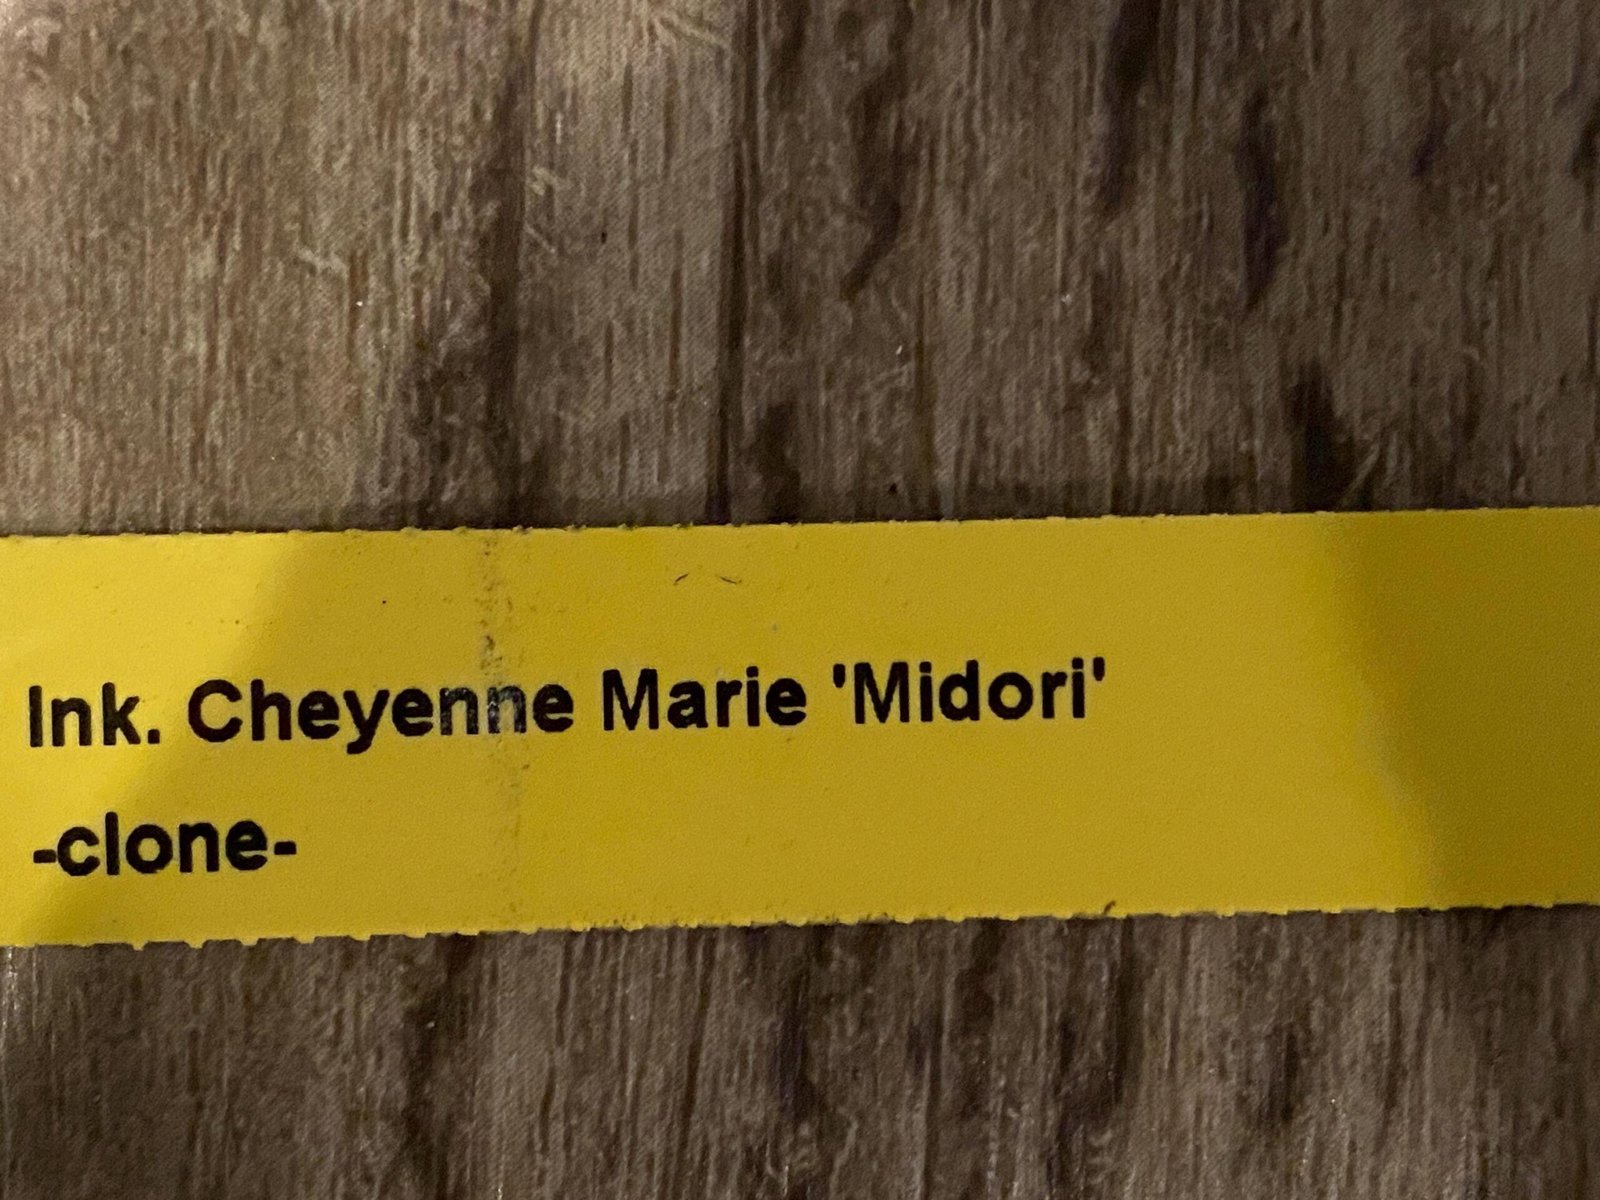 Ink. Cheyenne Marie 'Midori'
-clone-